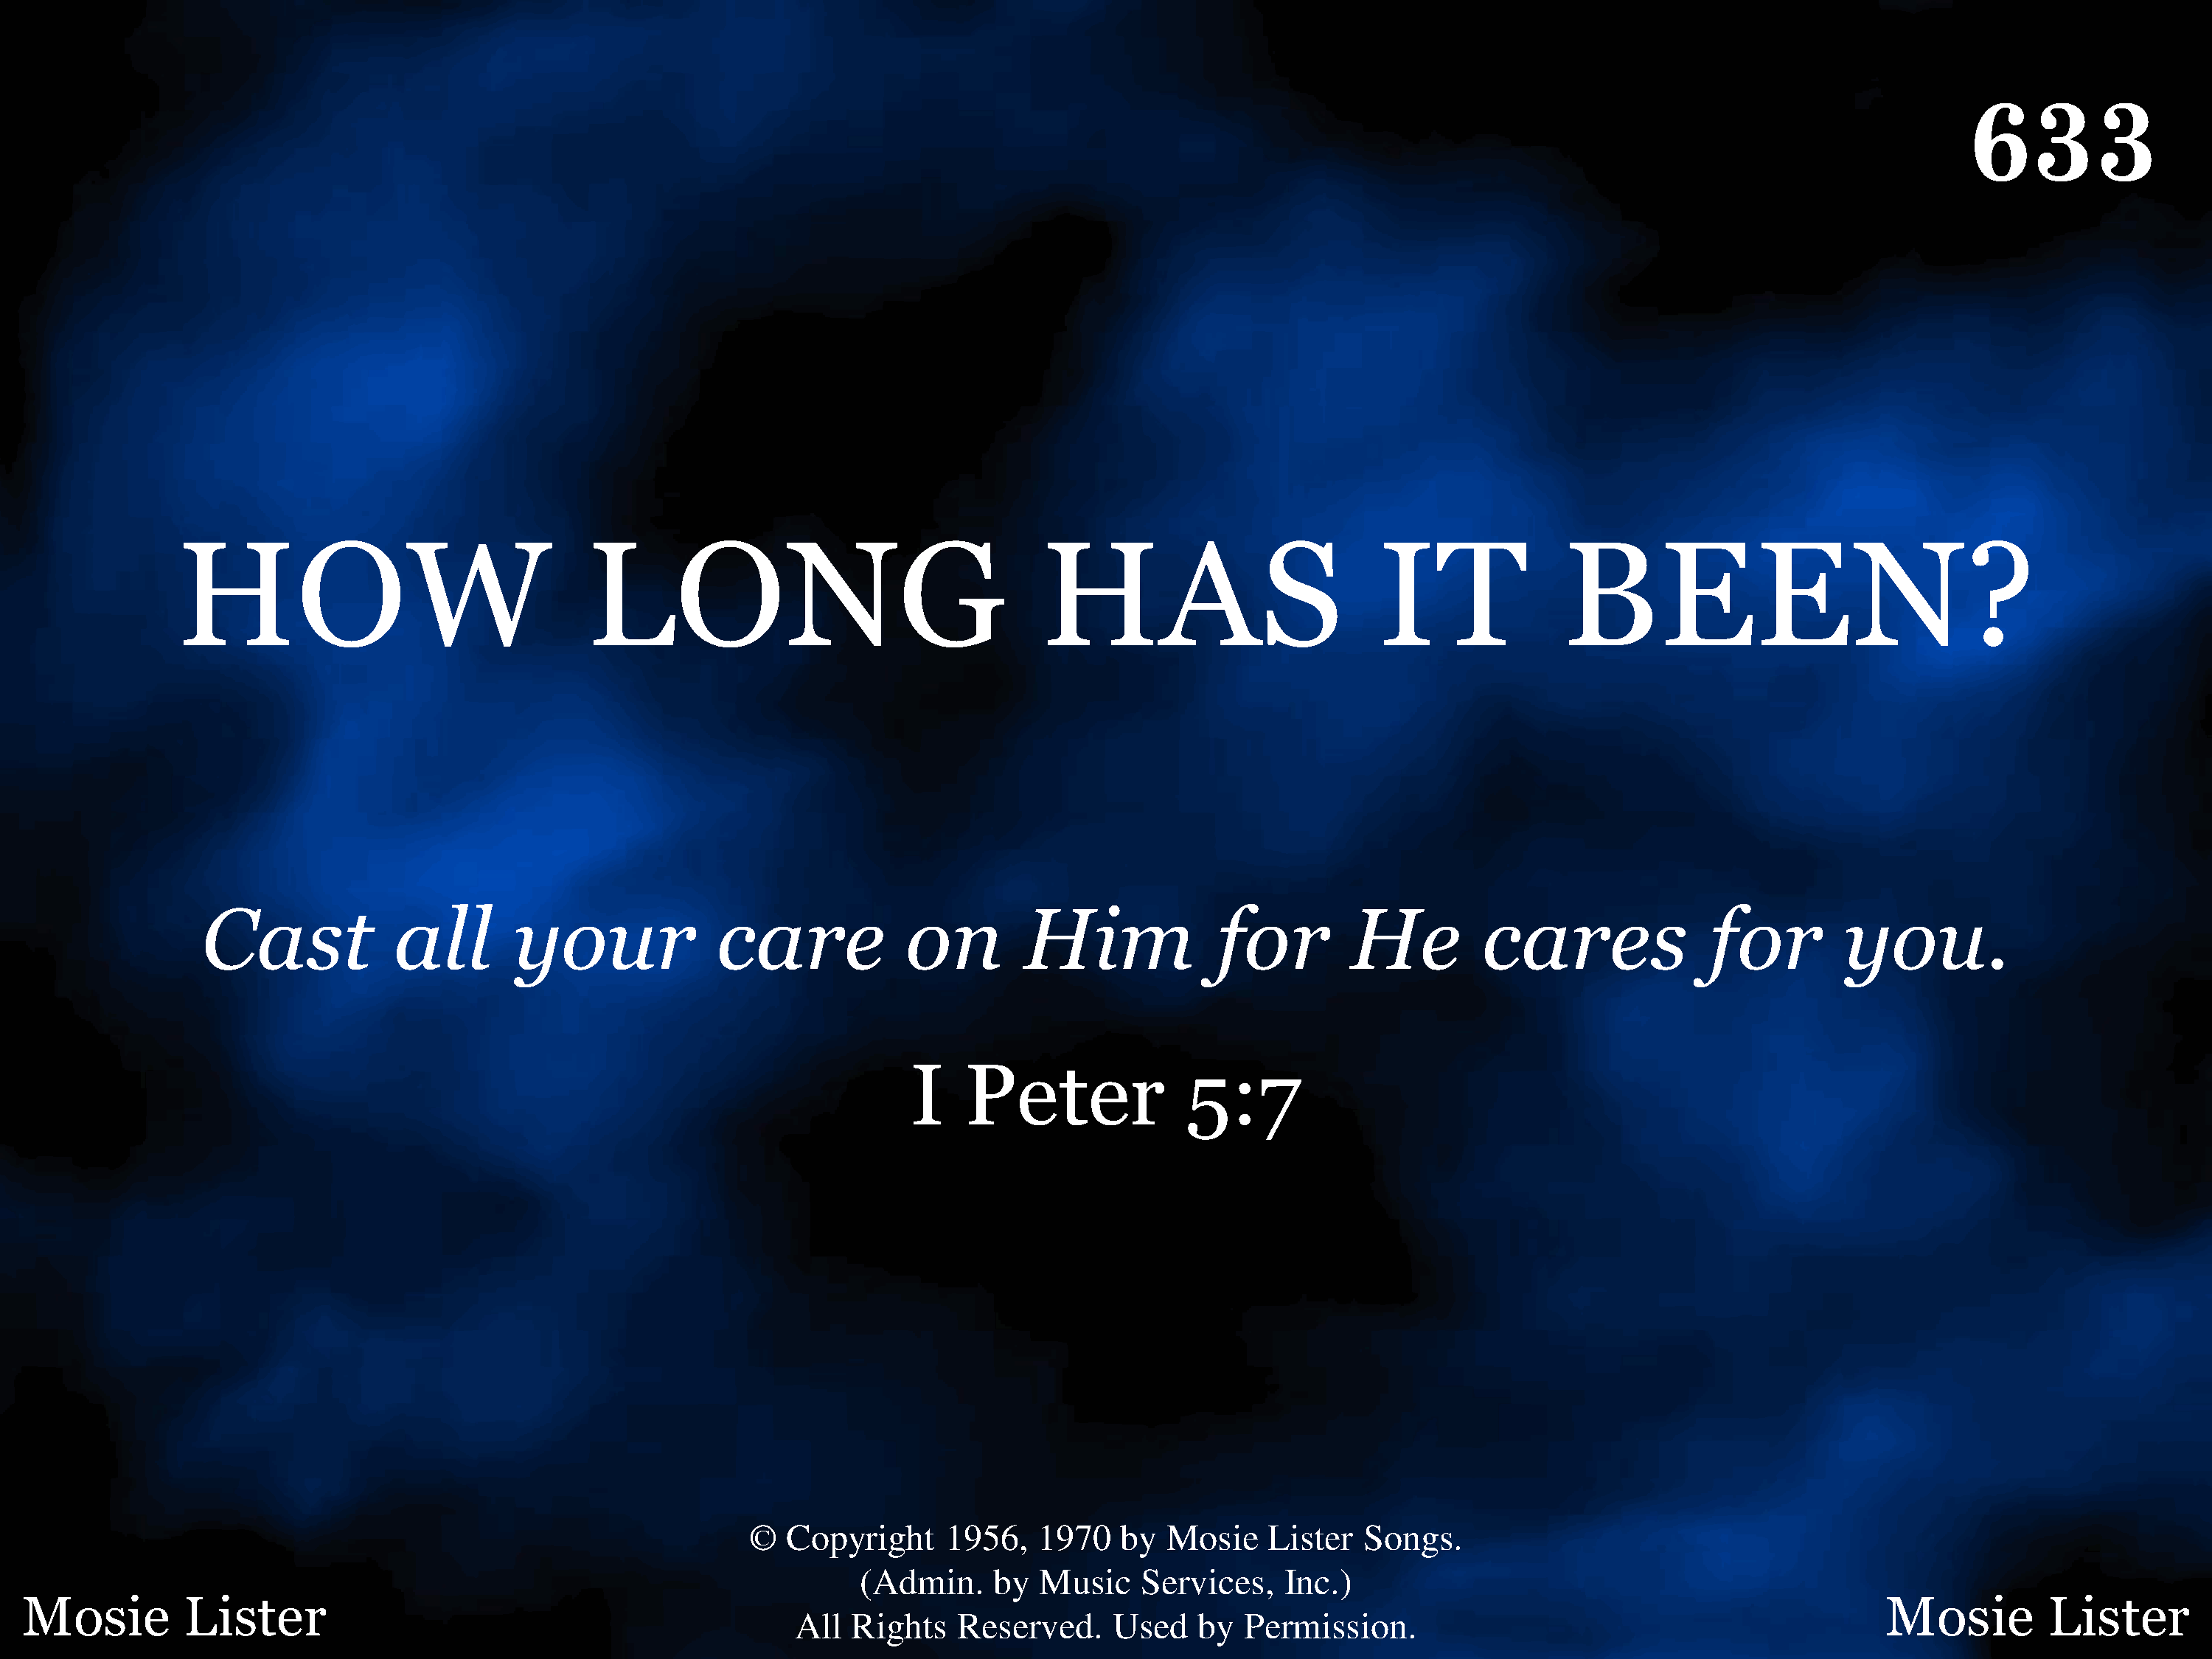 633
HOW LONG HAS IT BEEN?
Cast all your care on Him for He cares for you.
I Peter 5:7
© Copyright 1956, 1970 by Mosie Lister Songs.
(Admin. by Music Services, Inc.)
All Rights Reserved. Used by Permission.
Mosie Lister
Mosie Lister